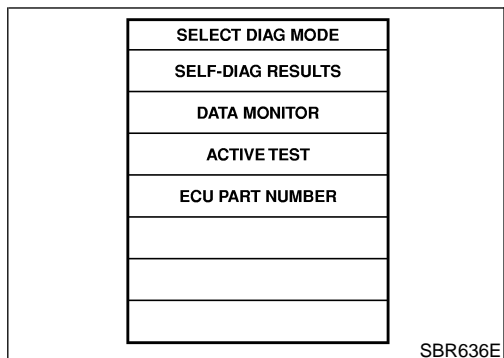 SELECT DIAG MODE
SELF-DIAG RESULTS
DATA MONITOR
ACTIVE TEST
ECU PART NUMBER
SBR636E